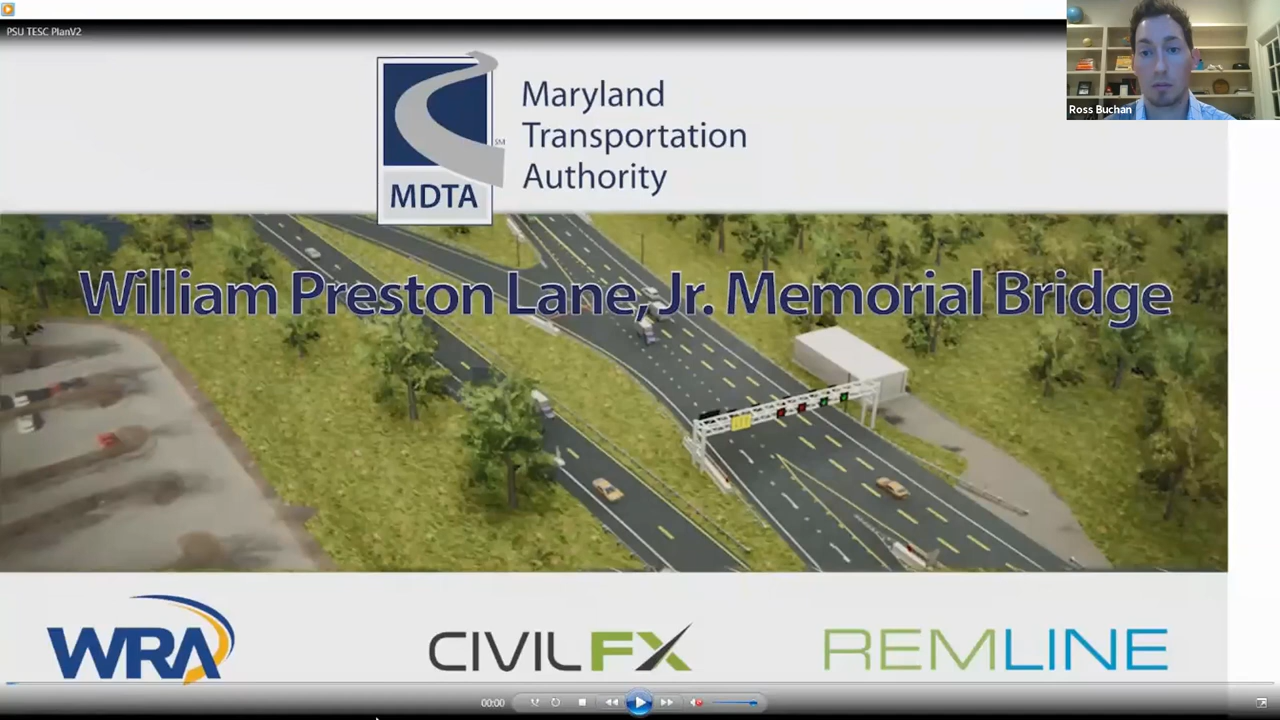 PSU TESC PlanV2
Ross Buchan
Maryland
Transportation
Authority
SM
MDTA
William Preston Lane, Jr. Memorial Bridge
WRA
CIVILFX
REMLINE
00:00